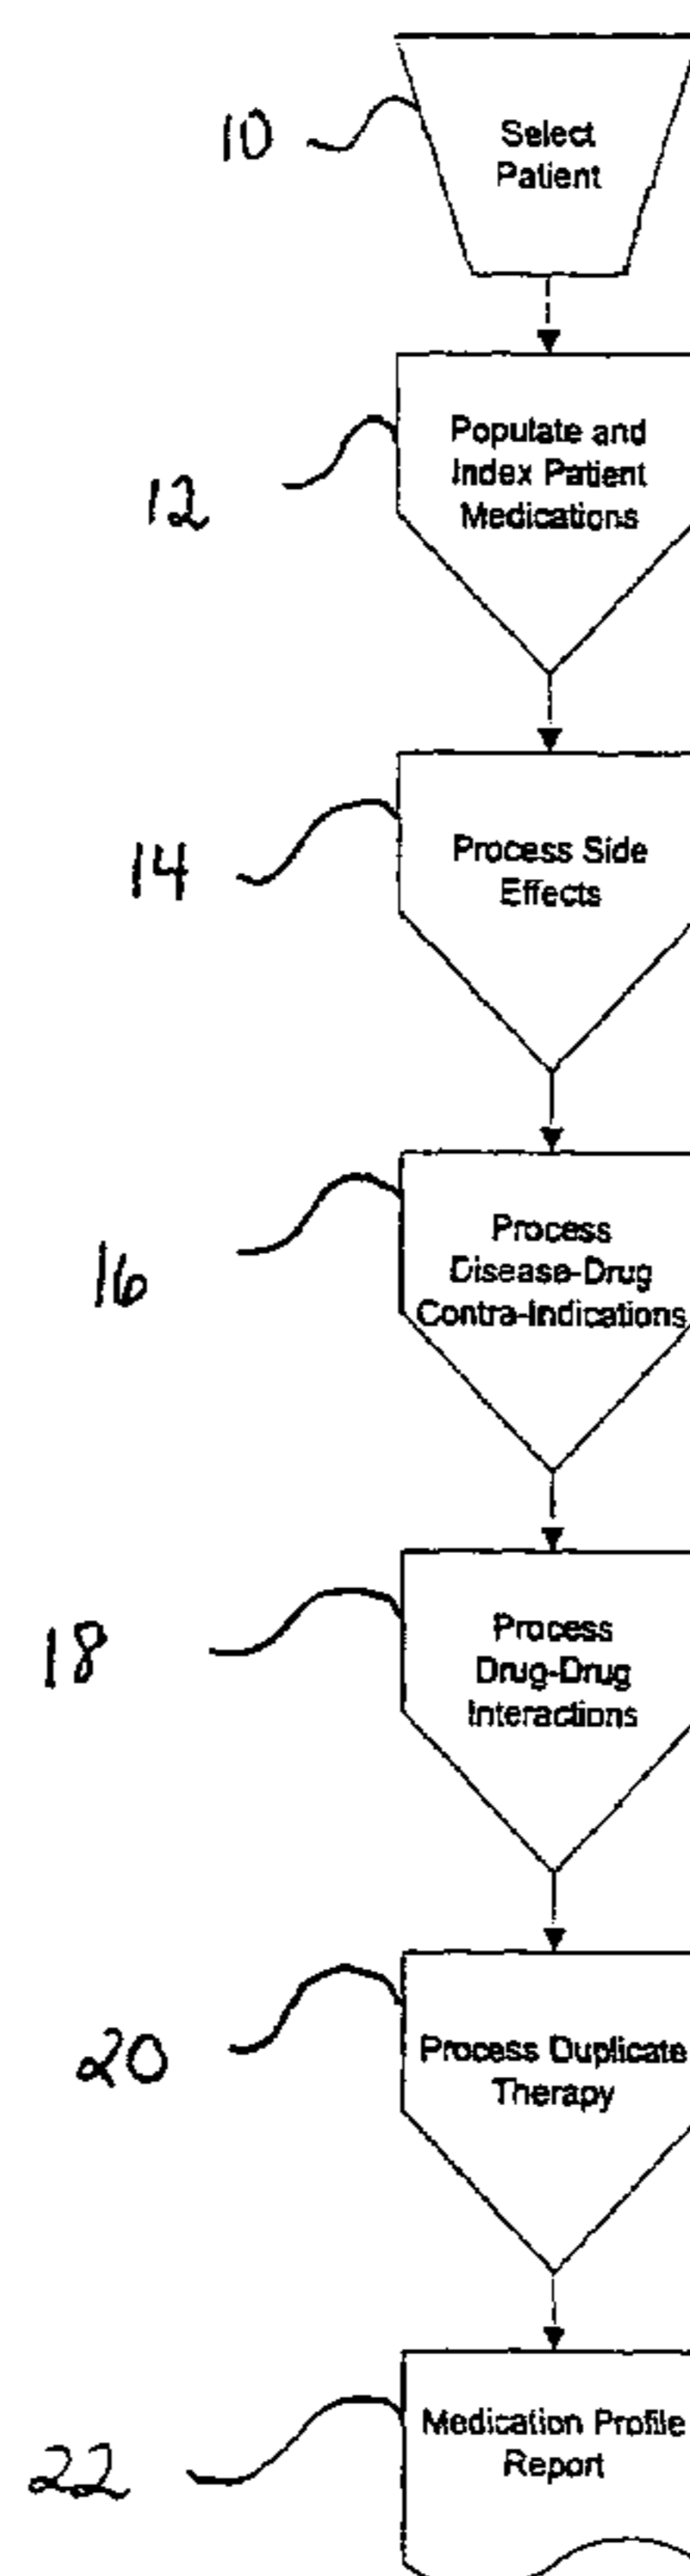 10
Select
Patient
12
Populate and
Index Patient
Medications
14
Process Side
Effects
16
Process
Disease-Drug
Contra-Indications
18
Process
Drug-Drug
Interactions
20
Process Duplicate
Therapy
22
Medication Profile
Report